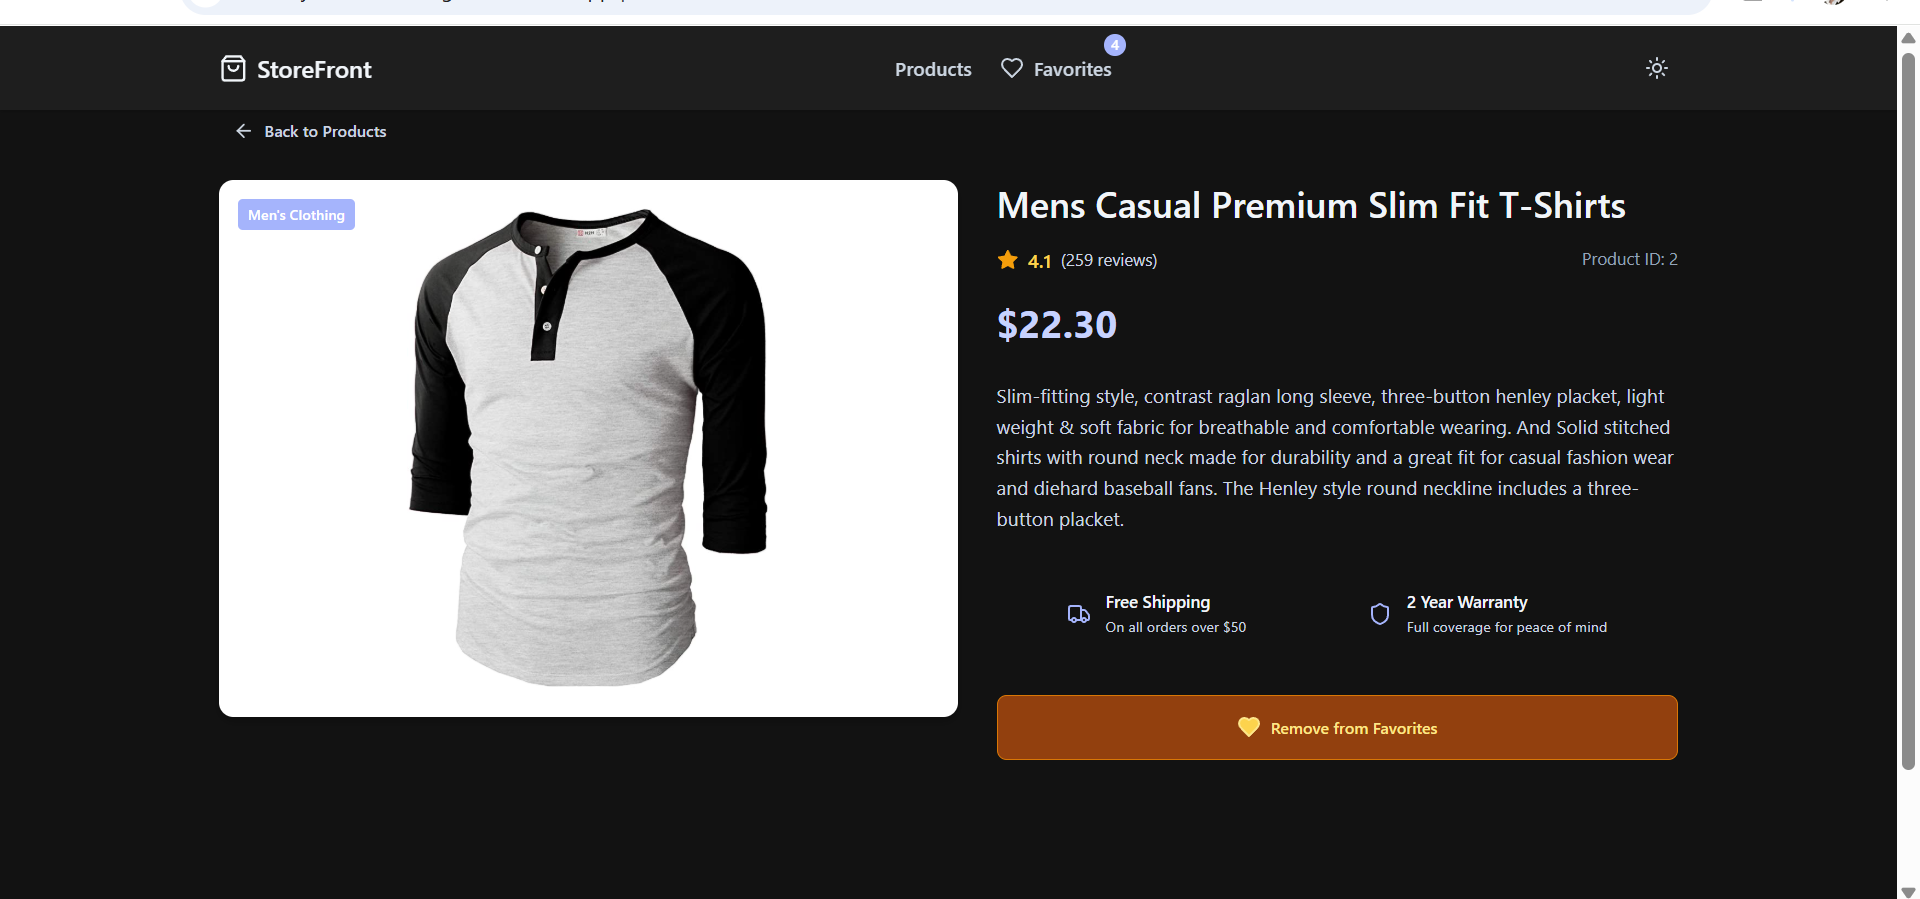 StoreFront
Products
Favorites
4
Back to Products
Men's Clothing
Mens Casual Premium Slim Fit T-Shirts
4.1 (259 reviews)
Product ID: 2
$22.30
Slim-fitting style, contrast raglan long sleeve, three-button henley placket, light
weight & soft fabric for breathable and comfortable wearing. And Solid stitched
shirts with round neck made for durability and a great fit for casual fashion wear
and diehard baseball fans. The Henley style round neckline includes a three-
button placket.
Free Shipping
On all orders over $50
2 Year Warranty
Full coverage for peace of mind
Remove from Favorites